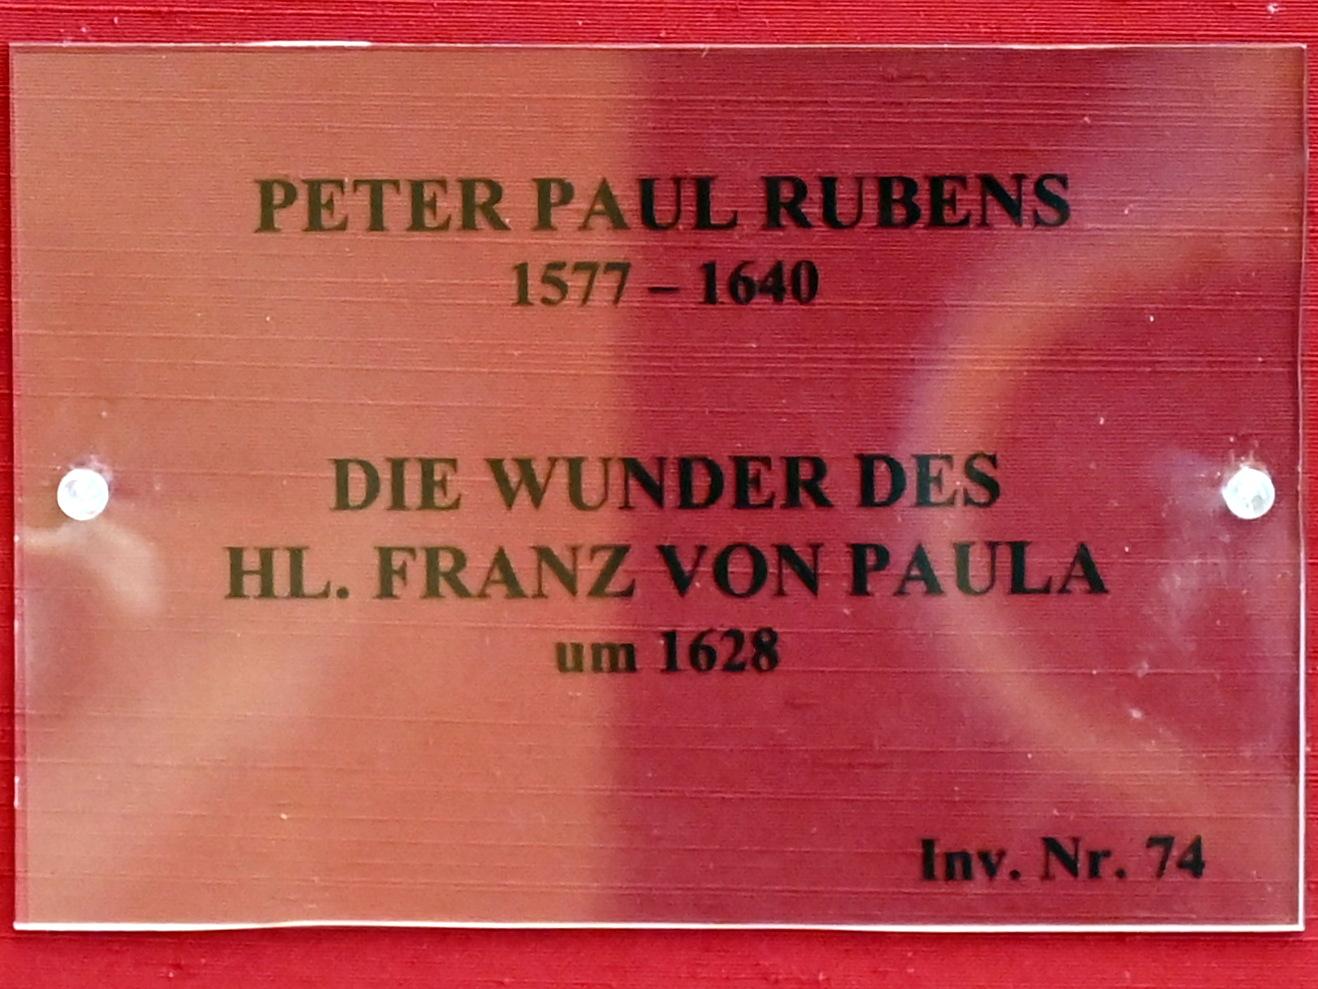 PETER PAUL RUBENS
1577 – 1640
DIE WUNDER DES
HL. FRANZ VON PAULA
um 1628
Inv. Nr. 74